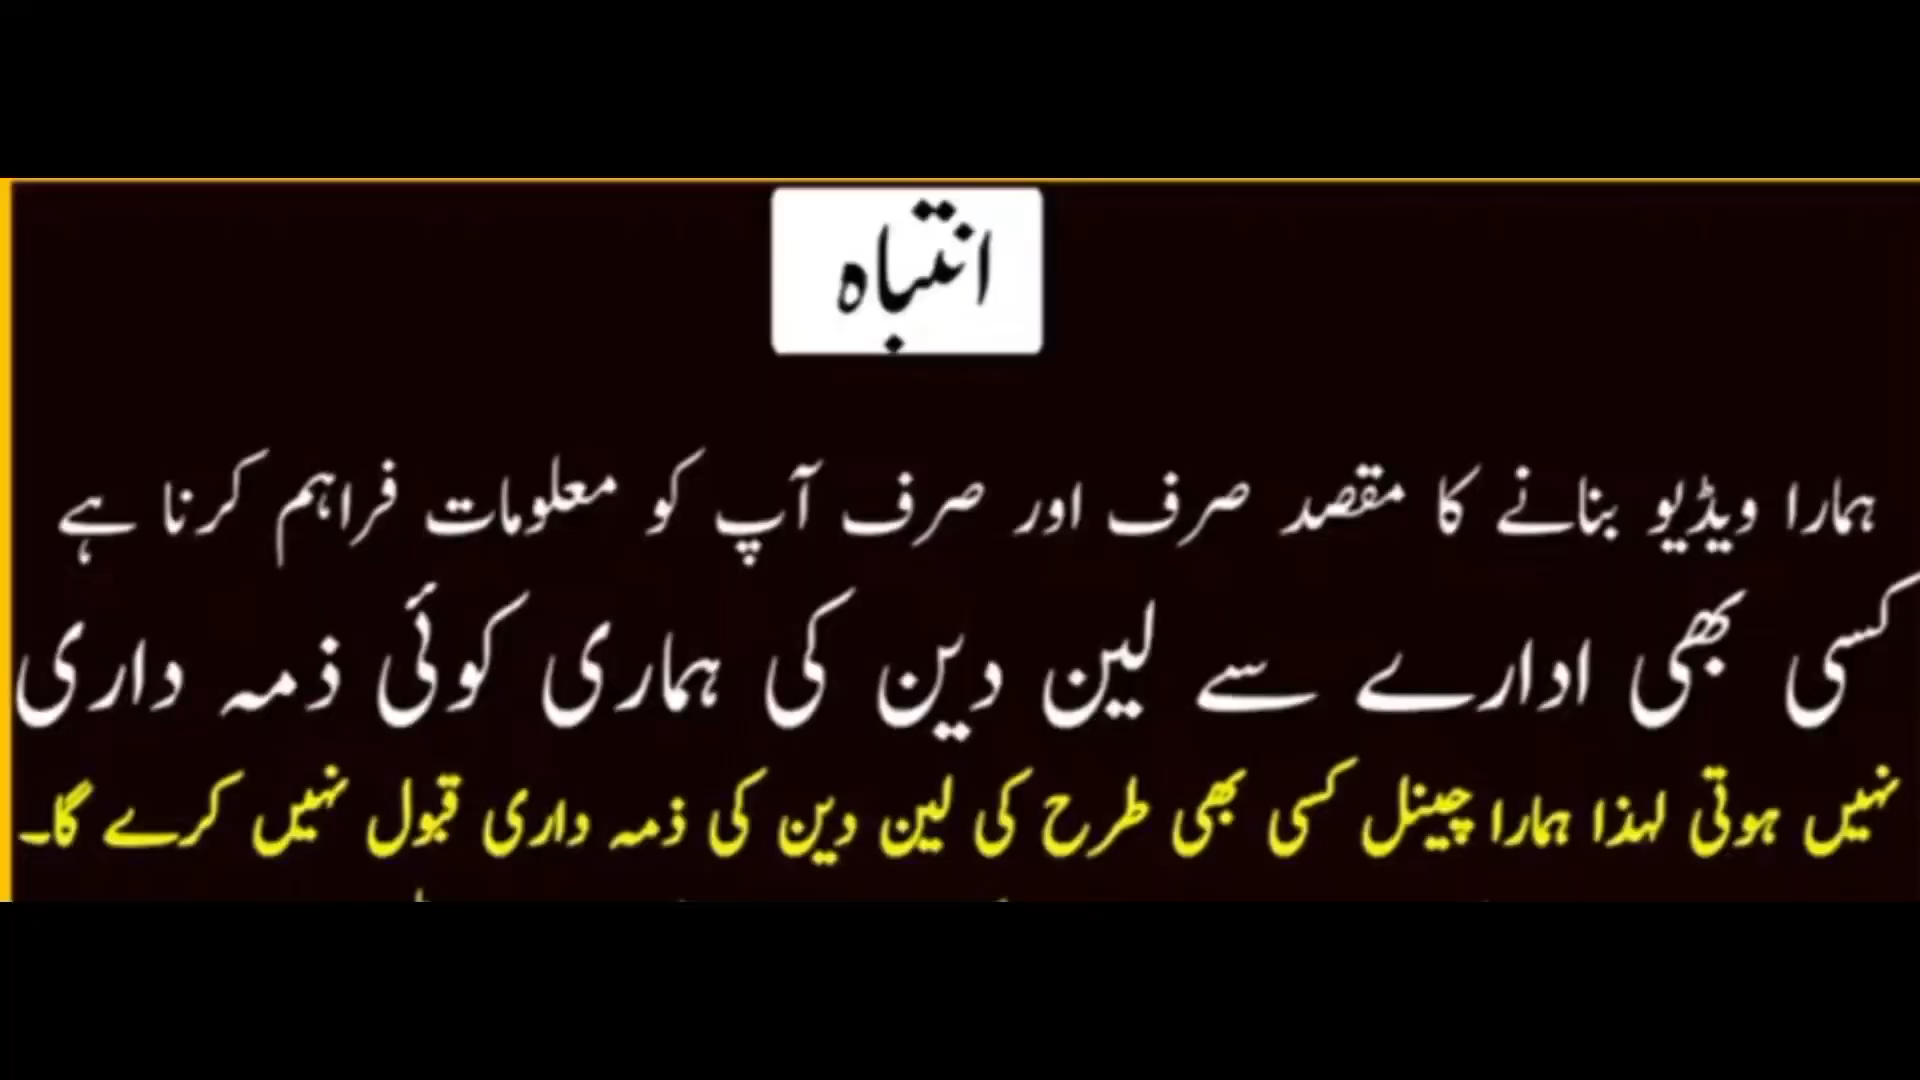 انتباہ
ہمارا ویڈیو بنانے کا مقصد صرف اور صرف آپ کو معلومات فراہم کرنا ہے
کسی بھی ادارے سے لین دین کی ہماری کوئی ذمہ داری
نہیں ہوتی لہذا ہمارا چینل کسی بھی طرح کی لین دین کی ذمہ داری قبول نہیں کرے گا۔